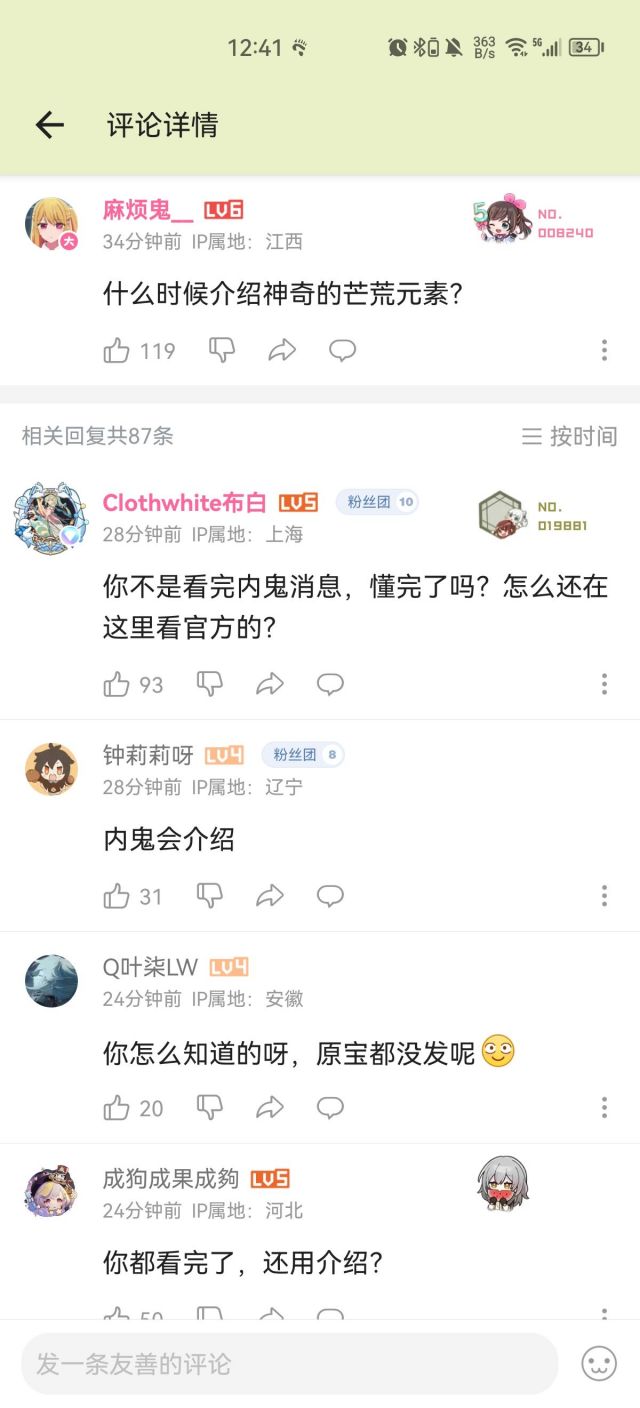 12:41
363
B/s
5G
34
评论详情
麻烦鬼__ LV6
大
5
NO.
008240
34分钟前 IP属地：江西
什么时候介绍神奇的芒荒元素？
119
相关回复共87条
按时间
Clothwhite布白 LV5 粉丝团 10
NO.
019881
28分钟前 IP属地：上海
你不是看完内鬼消息，懂完了吗？怎么还在
这里看官方的？
93
钟莉莉呀 LV4 粉丝团 8
28分钟前 IP属地：辽宁
内鬼会介绍
31
Q叶柒LW LV4
24分钟前 IP属地：安徽
你怎么知道的呀，原宝都没发呢
20
成狗成果成夠 LV5
24分钟前 IP属地：河北
你都看完了，还用介绍？
50
发一条友善的评论